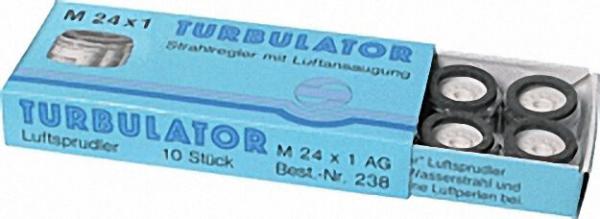 M 24 x 1
TURBULATOR
Strahlregler mit Luftansaugung
TURBULATOR
Luftsprudler
10 Stück
M 24 x 1 AG
Best.-Nr. 238
r" Luftsprudler
Wasserstrahl und
ne Luftperlen bei.